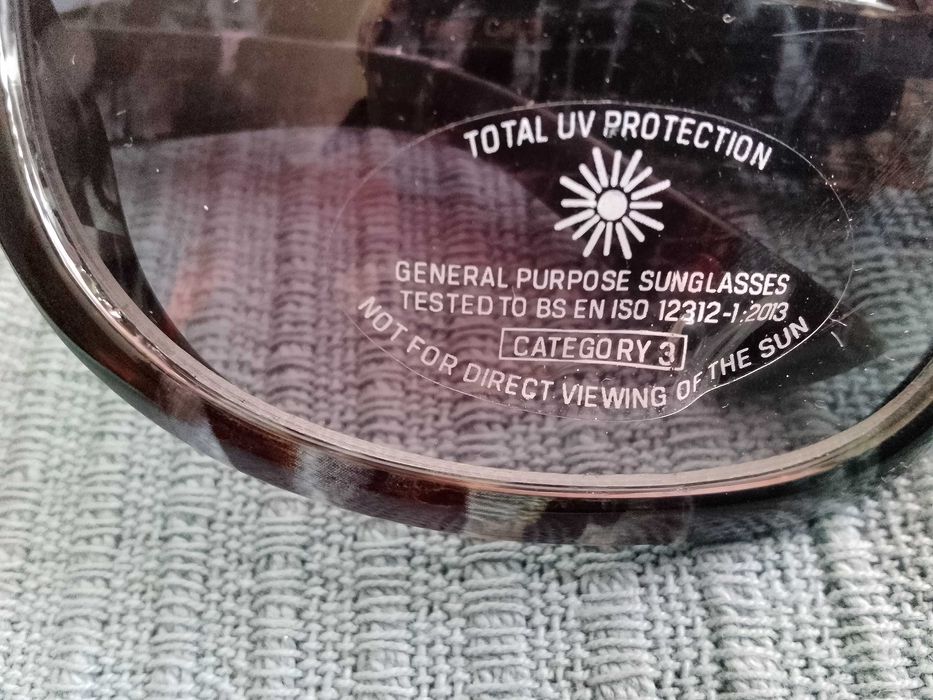 TOTAL UV PROTECTION
GENERAL PURPOSE SUNGLASSES
TESTED TO BS EN ISO 12312-1:2013
CATEGORY 3
NOT FOR DIRECT VIEWING OF THE SUN